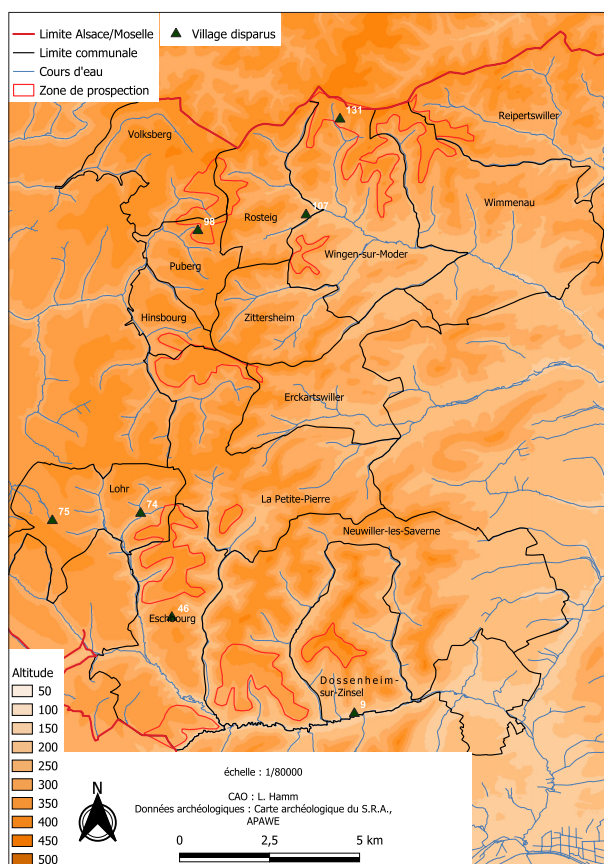 Limite Alsace/Moselle
Village disparus
Limite communale
Cours d'eau
Zone de prospection
131
Reipertswiller
Volksberg
Wimmenau
107
Rosteig
98
Wingen-sur-Moder
Puberg
Hinsbourg
Zittersheim
Erckartswiller
Lohr
La Petite-Pierre
74
75
Neuwiller-les-Saverne
46
Eschbourg
Dossenheim-
sur-Zinsel
9
Altitude
50
100
150
200
250
300
350
400
450
500
échelle : 1/80000
N
CAO : L. Hamm
Données archéologiques : Carte archéologique du S.R.A.,
APAWE
0 2,5 5 km